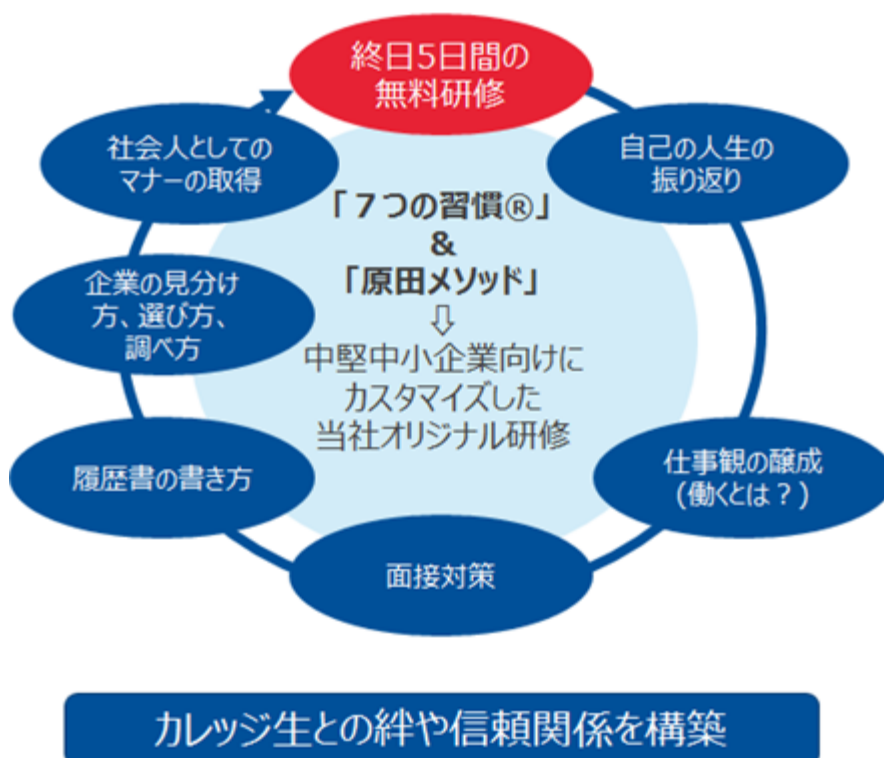 終日5日間の
無料研修
自己の人生の
振り返り
仕事観の醸成
(働くとは？)
面接対策
履歴書の書き方
企業の見分け
方、選び方、
調べ方
社会人としての
マナーの取得
「７つの習慣®」
&
「原田メソッド」
⇩
中堅中小企業向けに
カスタマイズした
当社オリジナル研修
カレッジ生との絆や信頼関係を構築